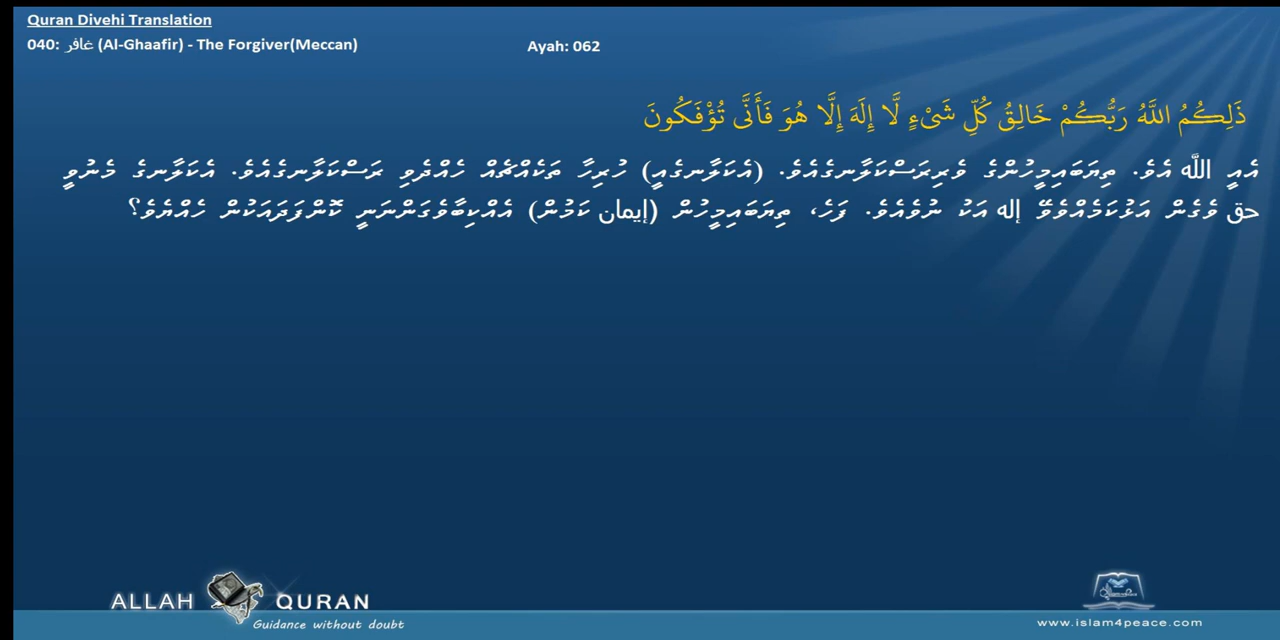 Quran Divehi Translation
040: غافر (Al-Ghaafir) - The Forgiver(Meccan)
Ayah: 062
ذَٰلِكُمُ اللَّهُ رَبُّكُمْ خَالِقُ كُلِّ شَيْءٍ لَّا إِلَٰهَ إِلَّا هُوَ فَأَنَّىٰ تُؤْفَكُونَ
އެއީ الله އެވެ. ތިޔަބައިމީހުންގެ ވެރިރަސްކަލާނގެއެވެ. (އެކަލާނގެއީ) ހުރިހާ ތަކެއްޗެއް ހެއްދެވި ރަސްކަލާނގެއެވެ. އެކަލާނގެ މެނުވީ
حق ވެގެން އަޅުކަމެއްވެވޭ إله އަކު ނުވެއެވެ. ފަހެ، ތިޔަބައިމީހުން (إيمان ކަމުން) އެއްކިބާވެގަންނަނީ ކޮންފަދައަކުން ހެއްޔެވެ؟
ALLAH QURAN
Guidance without doubt
www.islam4peace.com